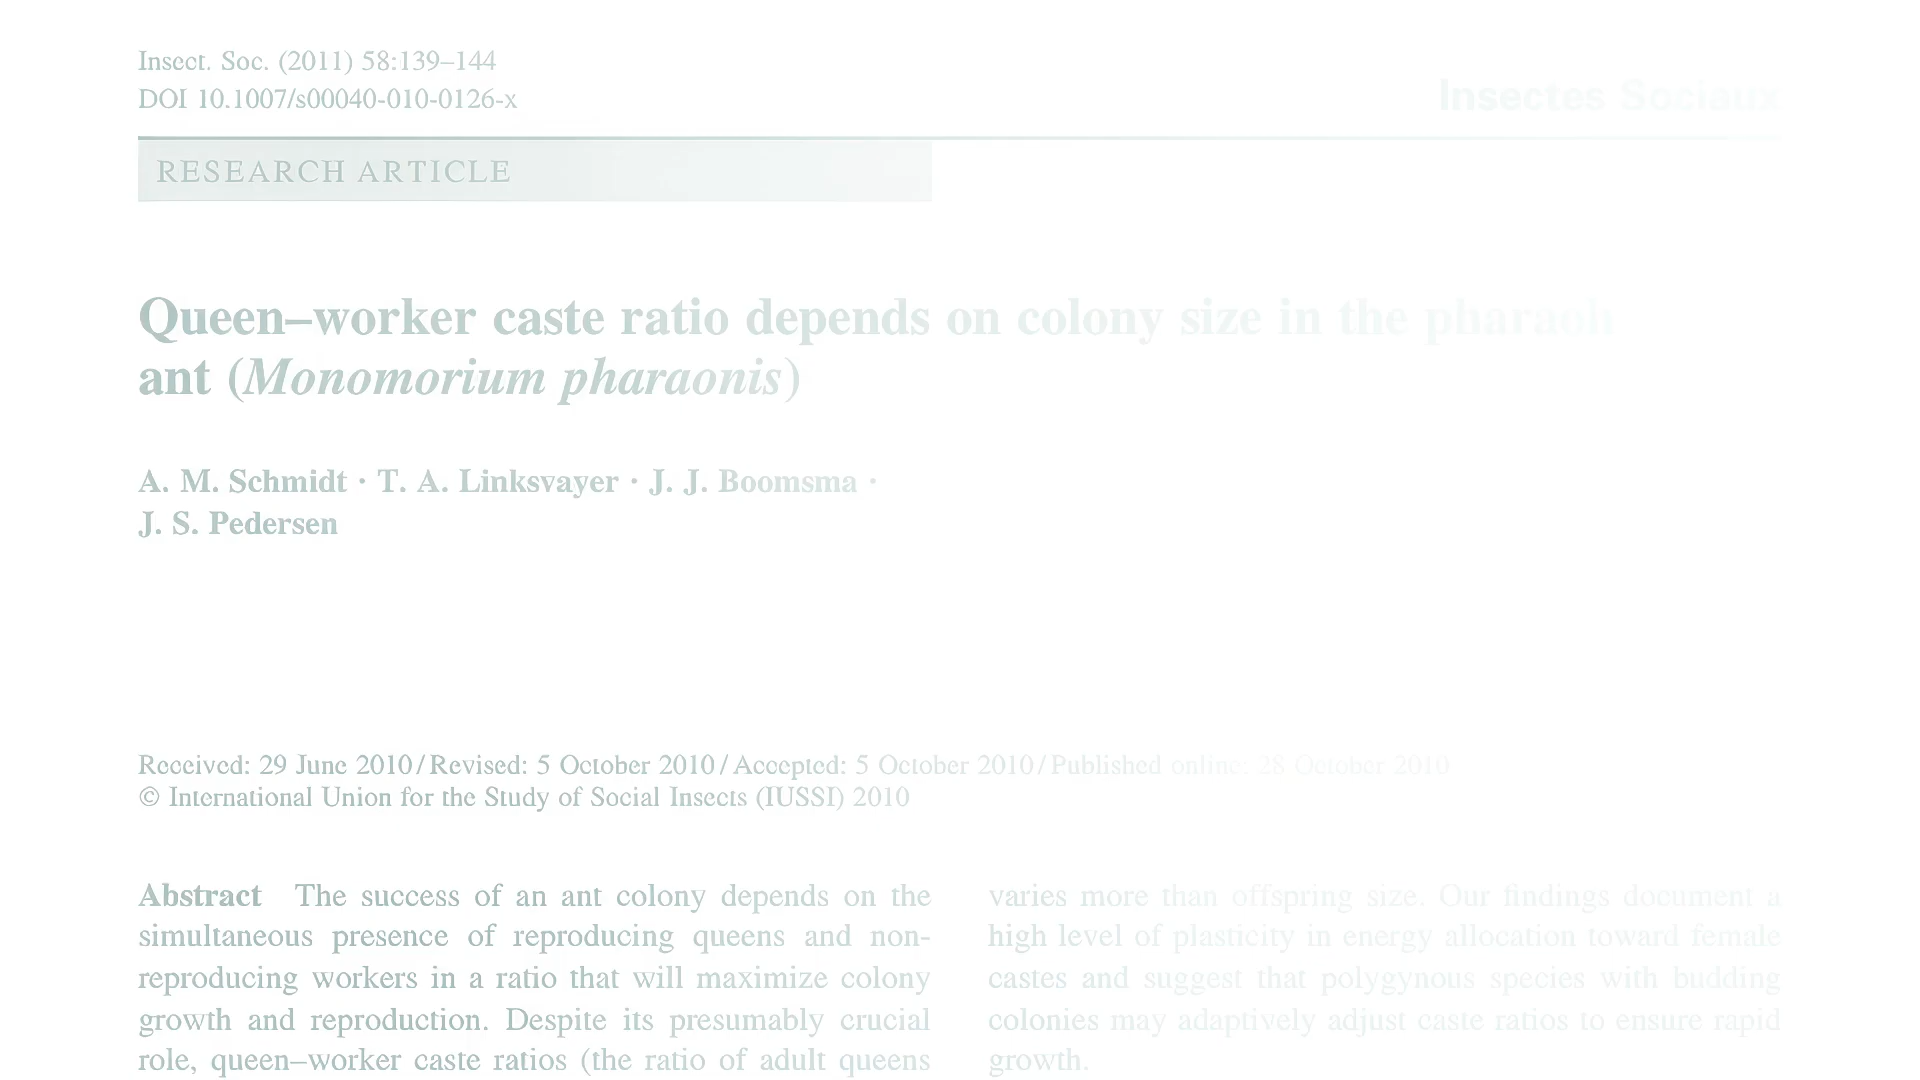 Insect. Soc. (2011) 58:139–144
DOI 10.1007/s00040-010-0126-x
Insectes Sociaux
RESEARCH ARTICLE
Queen–worker caste ratio depends on colony size in the pharaoh
ant (Monomorium pharaonis)
A. M. Schmidt · T. A. Linksvayer · J. J. Boomsma ·
J. S. Pedersen
Received: 29 June 2010 / Revised: 5 October 2010 / Accepted: 5 October 2010 / Published online: 28 October 2010
© International Union for the Study of Social Insects (IUSSI) 2010
Abstract The success of an ant colony depends on the
simultaneous presence of reproducing queens and non-
reproducing workers in a ratio that will maximize colony
growth and reproduction. Despite its presumably crucial
role, queen–worker caste ratios (the ratio of adult queens
varies more than offspring size. Our findings document a
high level of plasticity in energy allocation toward female
castes and suggest that polygynous species with budding
colonies may adaptively adjust caste ratios to ensure rapid
growth.